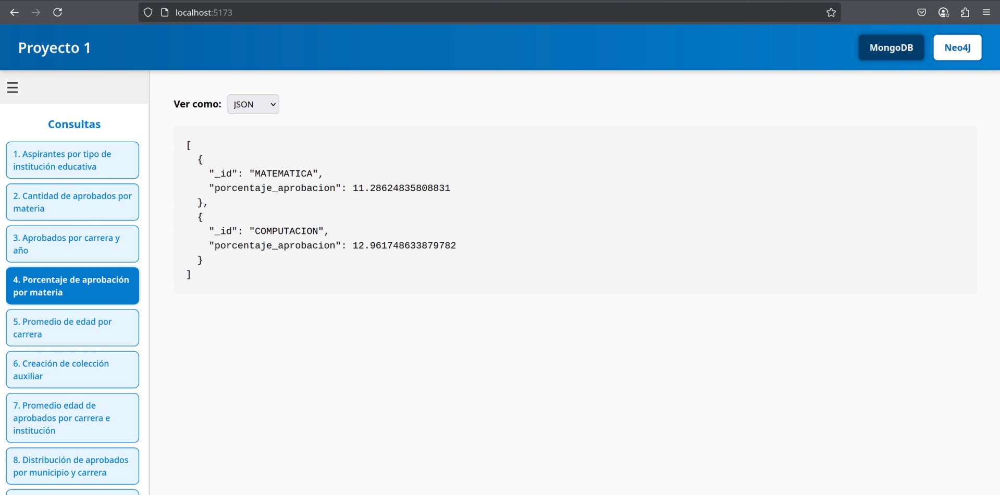 localhost:5173
Proyecto 1
MongoDB
Neo4J
Consultas
1. Aspirantes por tipo de
institución educativa
2. Cantidad de aprobados por
materia
3. Aprobados por carrera y
año
4. Porcentaje de aprobación
por materia
5. Promedio de edad por
carrera
6. Creación de colección
auxiliar
7. Promedio edad de
aprobados por carrera e
institución
8. Distribución de aprobados
por municipio y carrera
Ver como:
JSON
[
{
"_id": "MATEMATICA",
"porcentaje_aprobacion": 11.28624835808831
},
{
"_id": "COMPUTACION",
"porcentaje_aprobacion": 12.961748633879782
}
]